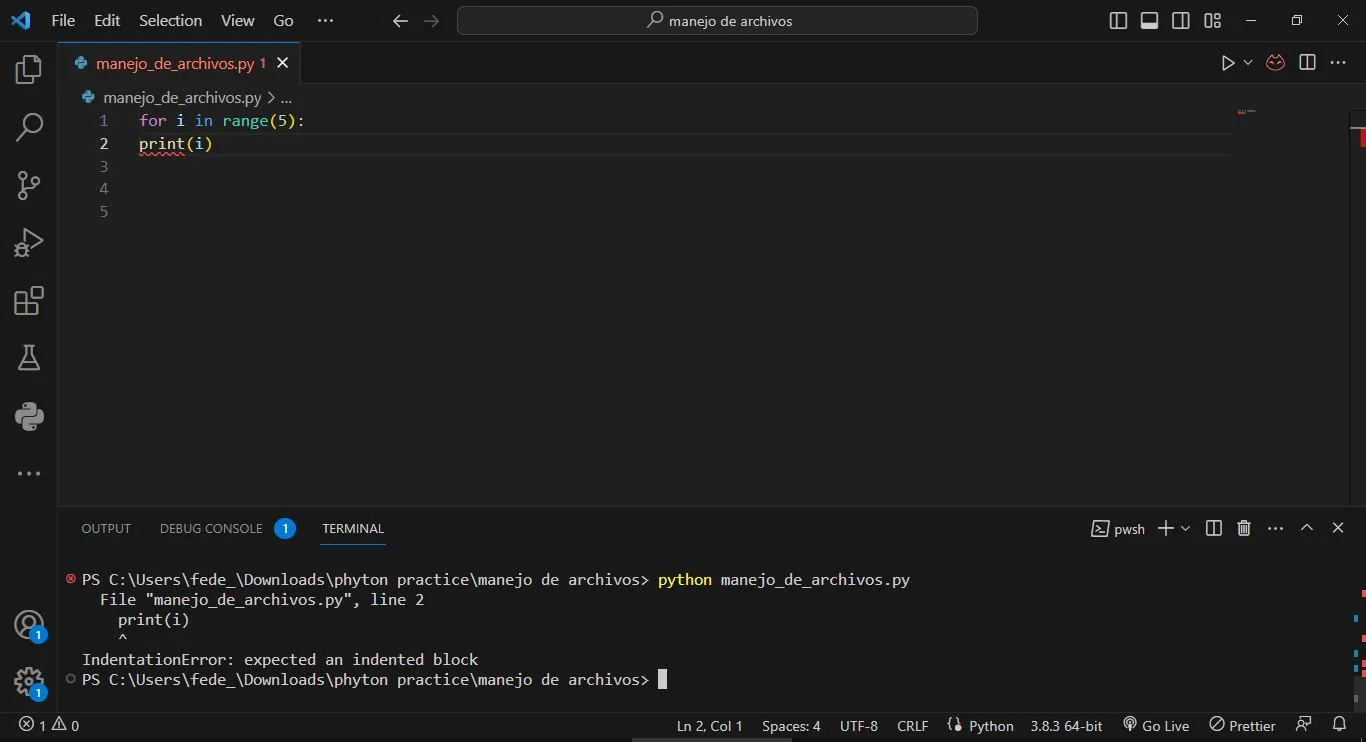 File Edit Selection View Go ···
manejo de archivos
manejo_de_archivos.py 1
manejo_de_archivos.py > ...
1 for i in range(5):
2 print(i)
3
4
5
OUTPUT DEBUG CONSOLE 1 TERMINAL
pwsh
PS C:\Users\fede_\Downloads\phyton practice\manejo de archivos> python manejo_de_archivos.py
File "manejo_de_archivos.py", line 2
print(i)
^
IndentationError: expected an indented block
PS C:\Users\fede_\Downloads\phyton practice\manejo de archivos>
1
1
1 0 Ln 2, Col 1 Spaces: 4 UTF-8 CRLF Python 3.8.3 64-bit Go Live Prettier